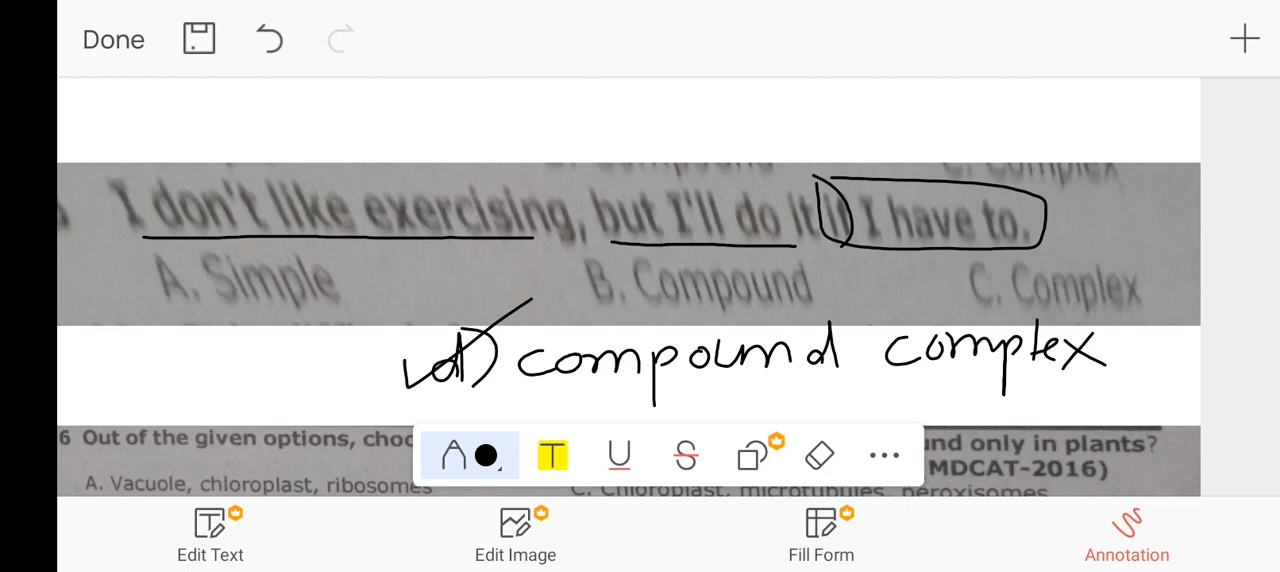 Done
I don't like exercising, but I'll do it if I have to.
A. Simple B. Compound C. Complex
d) compound complex
6 Out of the given options, choo und only in plants?
MDCAT-2016)
A. Vacuole, chloroplast, ribosomes C. Chloroplast, microtubules, peroxisomes
Edit Text Edit Image Fill Form Annotation